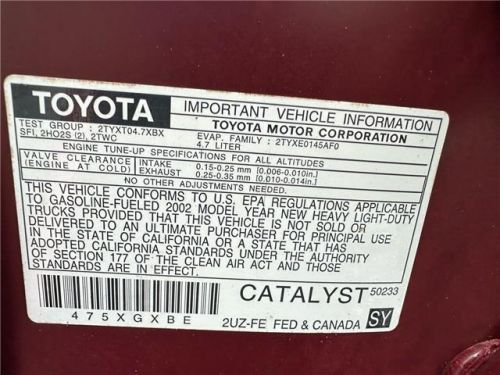 TOYOTA
IMPORTANT VEHICLE INFORMATION
TOYOTA MOTOR CORPORATION
TEST GROUP : 2TYXT04.7XBX
SFI, 2HO2S (2), 2TWC
EVAP. FAMILY : 2TYXE0145AF0
4.7 LITER
ENGINE TUNE-UP SPECIFICATIONS FOR ALL ALTITUDES
VALVE CLEARANCE INTAKE 0.15-0.25 mm [0.006-0.010in.]
(ENGINE AT COLD) EXHAUST 0.25-0.35 mm [0.010-0.014in.]
NO OTHER ADJUSTMENTS NEEDED.
THIS VEHICLE CONFORMS TO U.S. EPA REGULATIONS APPLICABLE
TO GASOLINE-FUELED 2002 MODEL YEAR NEW HEAVY LIGHT-DUTY
TRUCKS PROVIDED THAT THIS VEHICLE IS NOT SOLD OR
DELIVERED TO AN ULTIMATE PURCHASER FOR PRINCIPAL USE
IN THE STATE OF CALIFORNIA OR A STATE THAT HAS
ADOPTED CALIFORNIA STANDARDS UNDER THE AUTHORITY
OF SECTION 177 OF THE CLEAN AIR ACT AND THOSE
STANDARDS ARE IN EFFECT.
CATALYST 50233
475XGXBE
2UZ-FE FED & CANADA SY